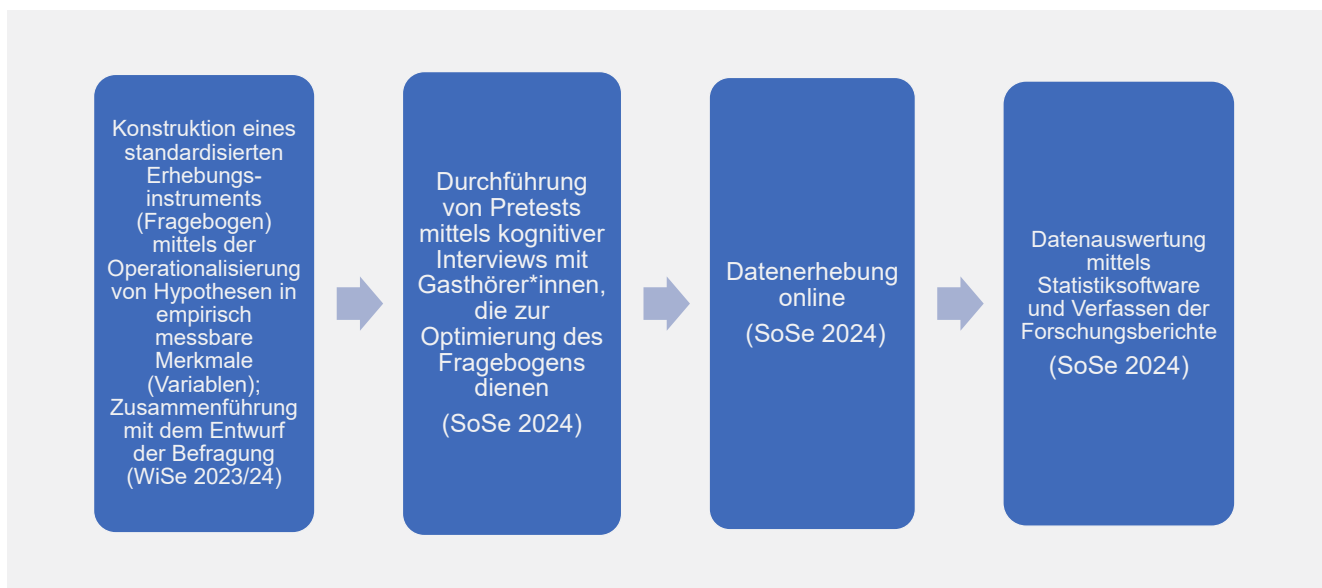 Konstruktion eines
standardisierten
Erhebungs-
instruments
(Fragebogen)
mittels der
Operationalisierung
von Hypothesen in
empirisch
messbare
Merkmale
(Variablen);
Zusammenführung
mit dem Entwurf
der Befragung
(WiSe 2023/24)
Durchführung
von Pretests
mittels kognitiver
Interviews mit
Gasthörer*innen,
die zur
Optimierung des
Fragebogens
dienen
(SoSe 2024)
Datenerhebung
online
(SoSe 2024)
Datenauswertung
mittels
Statistiksoftware
und Verfassen der
Forschungsberichte
(SoSe 2024)